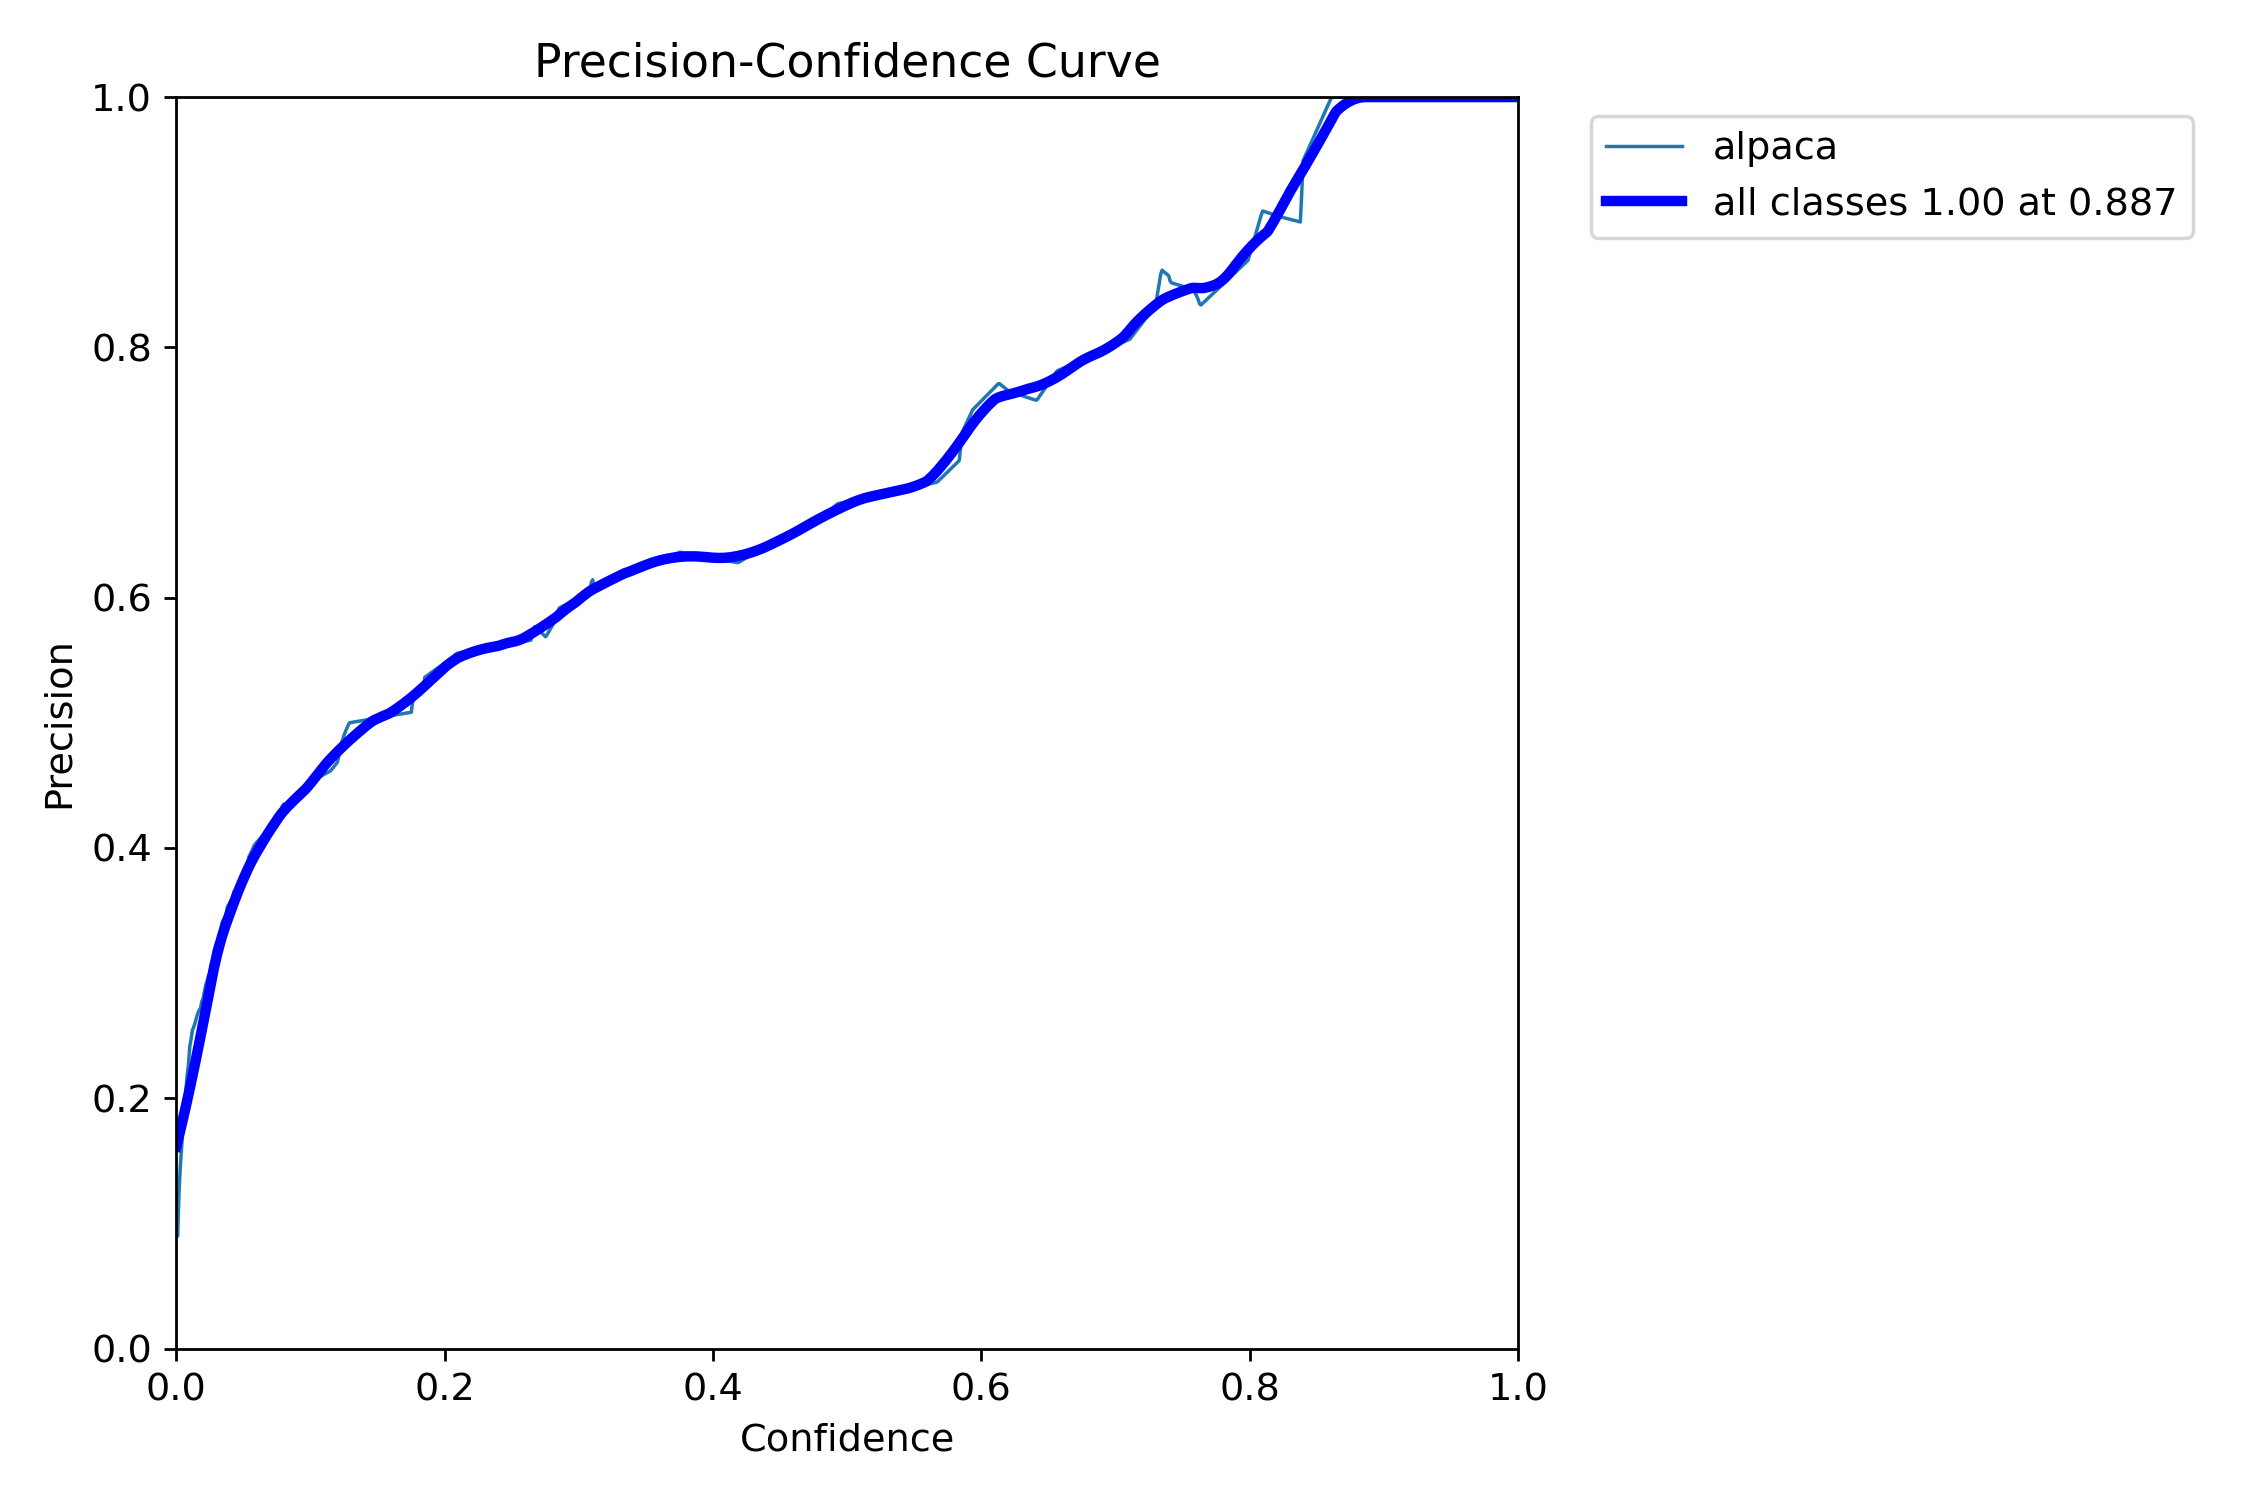 Precision-Confidence Curve
1.0
0.8
0.6
0.4
0.2
0.0
Precision
0.0 0.2 0.4 0.6 0.8 1.0
Confidence
alpaca
all classes 1.00 at 0.887